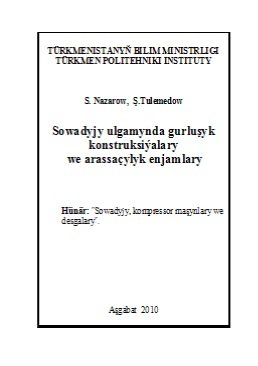 TÜRKMENISTANYŇ BILIM MINISTRLIGI
TÜRKMEN POLITEHNIKI INSTITUTY
S. Nazarow, Ş.Tulemedow
Sowadyjy ulgamynda gurluşyk
konstruksiýalary
we arassaçylyk enjamlary
Hünär: "Sowadyjy, kompressor maşynlary we
desgalary".
Aşgabat 2010